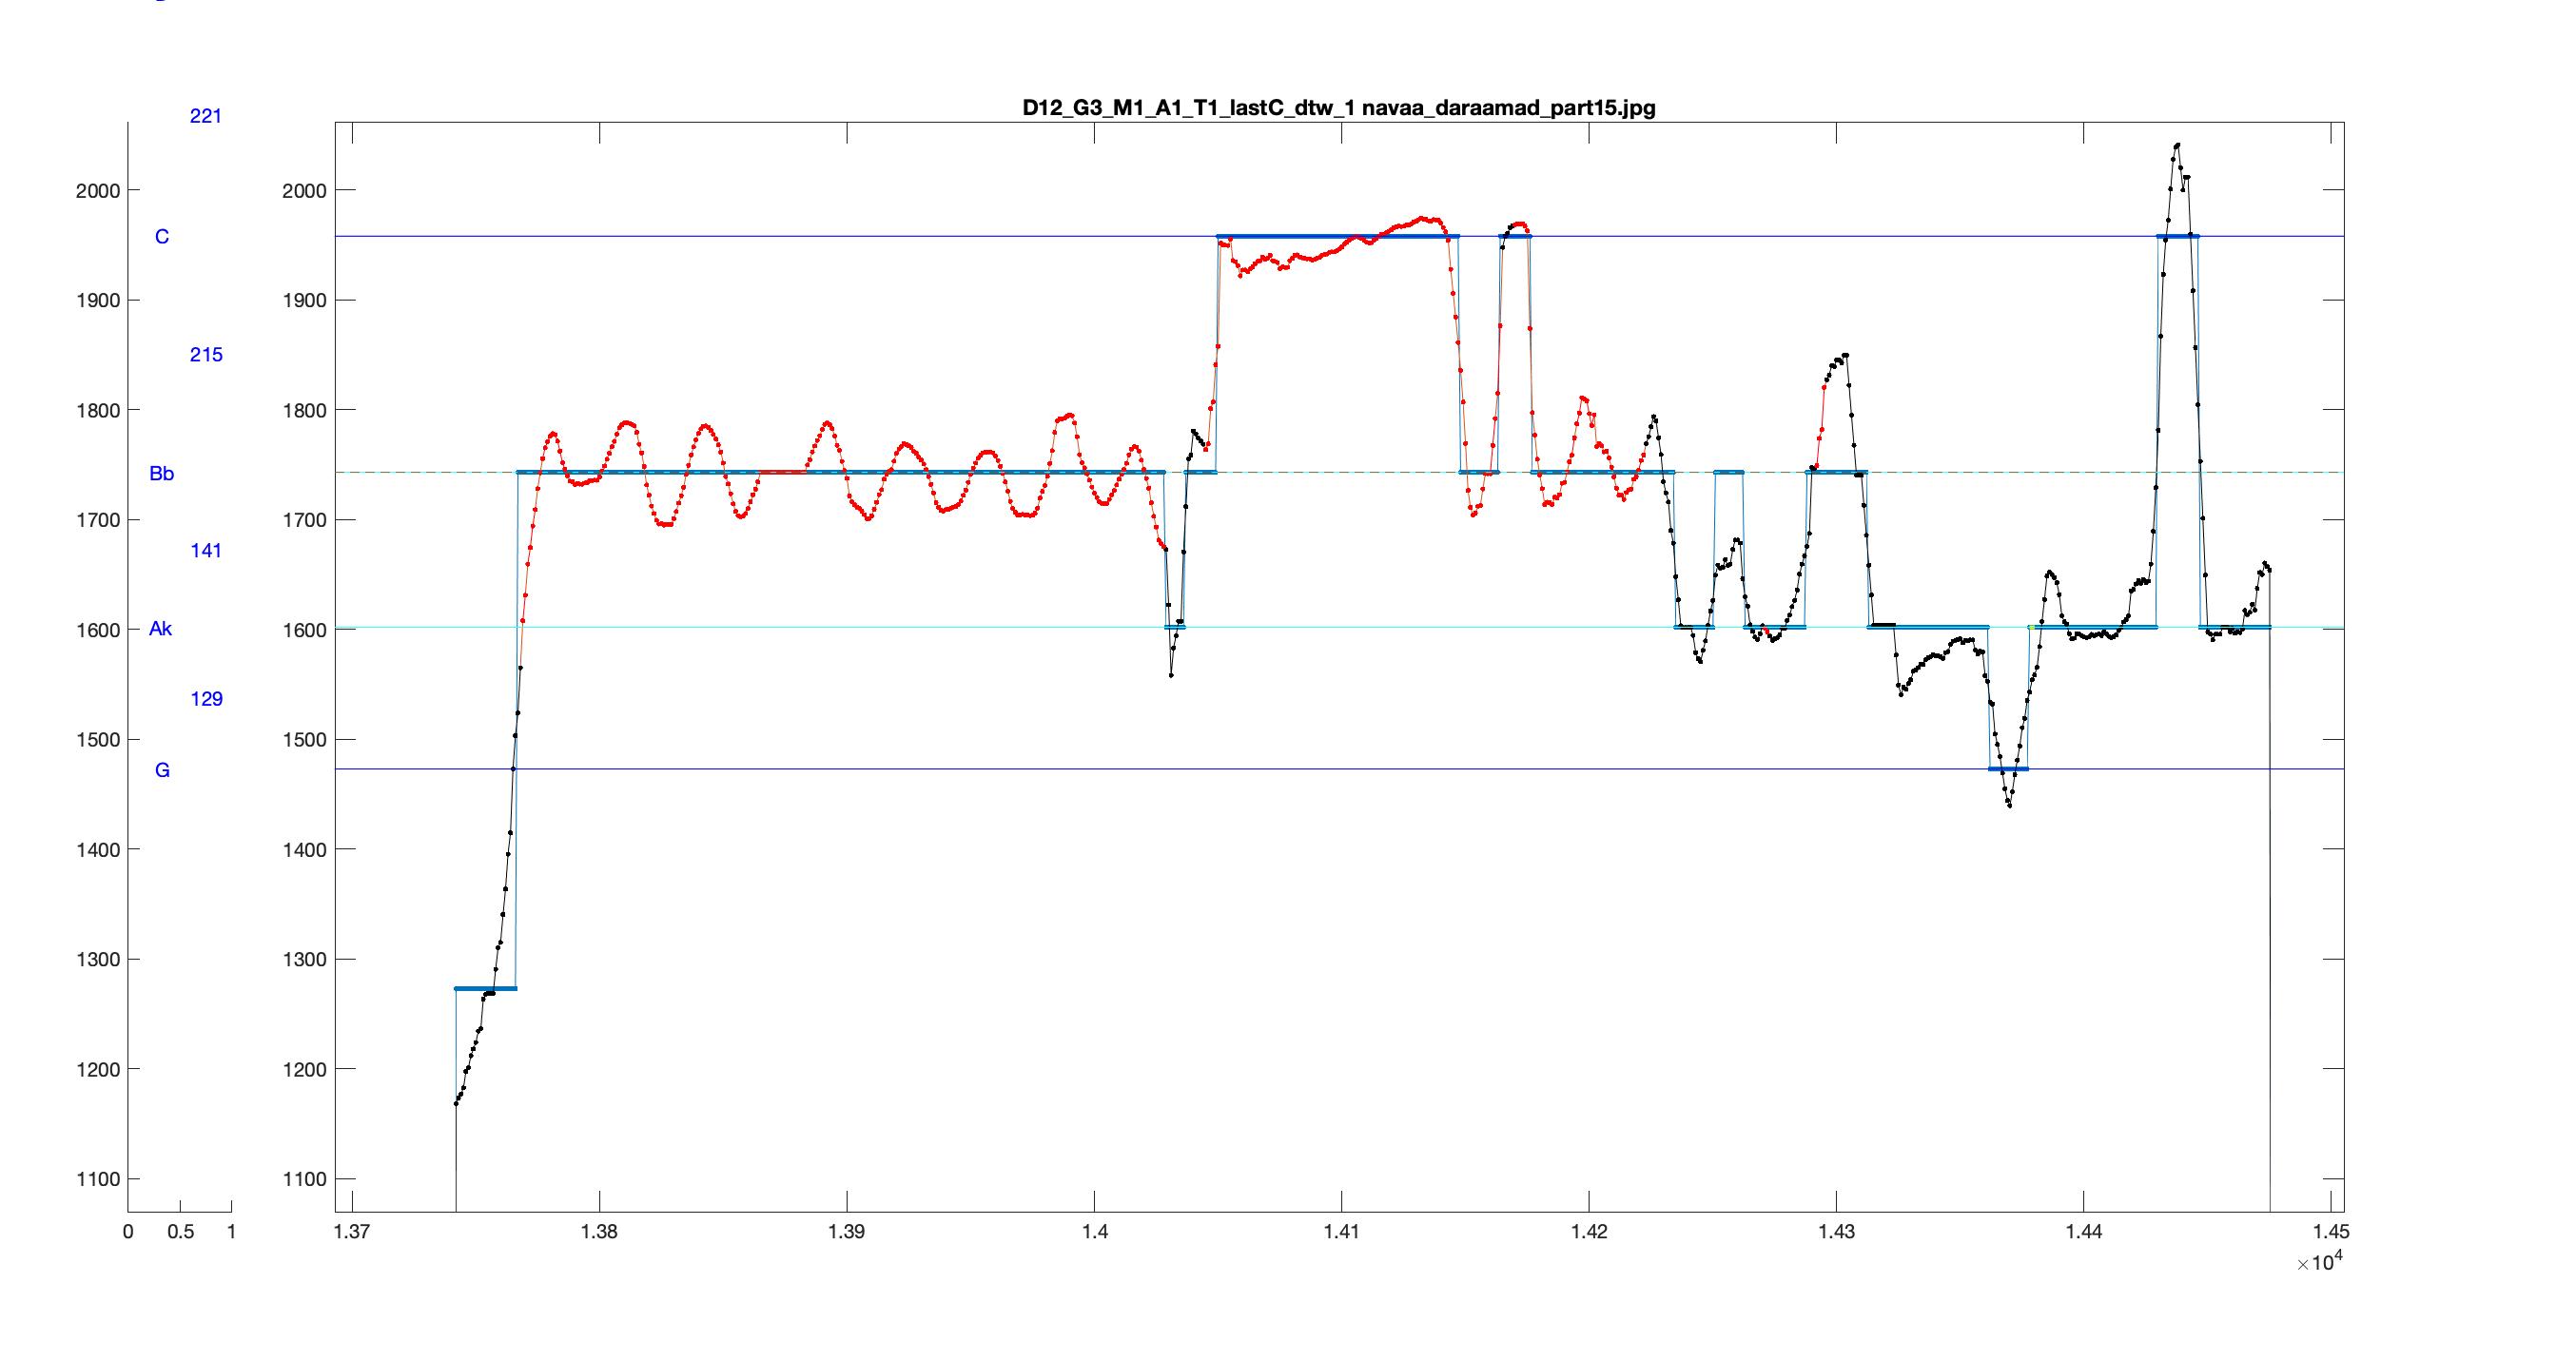 221
D12_G3_M1_A1_T1_lastC_dtw_1 navaa_daraamad_part15.jpg
2000 2000
C
1900 1900
215
1800 1800
Bb
1700 1700
141
1600 Ak 1600
129
1500 1500
G
1400 1400
1300 1300
1200 1200
1100 1100
0 0.5 1 1.37 1.38 1.39 1.4 1.41 1.42 1.43 1.44 1.45
×10⁴